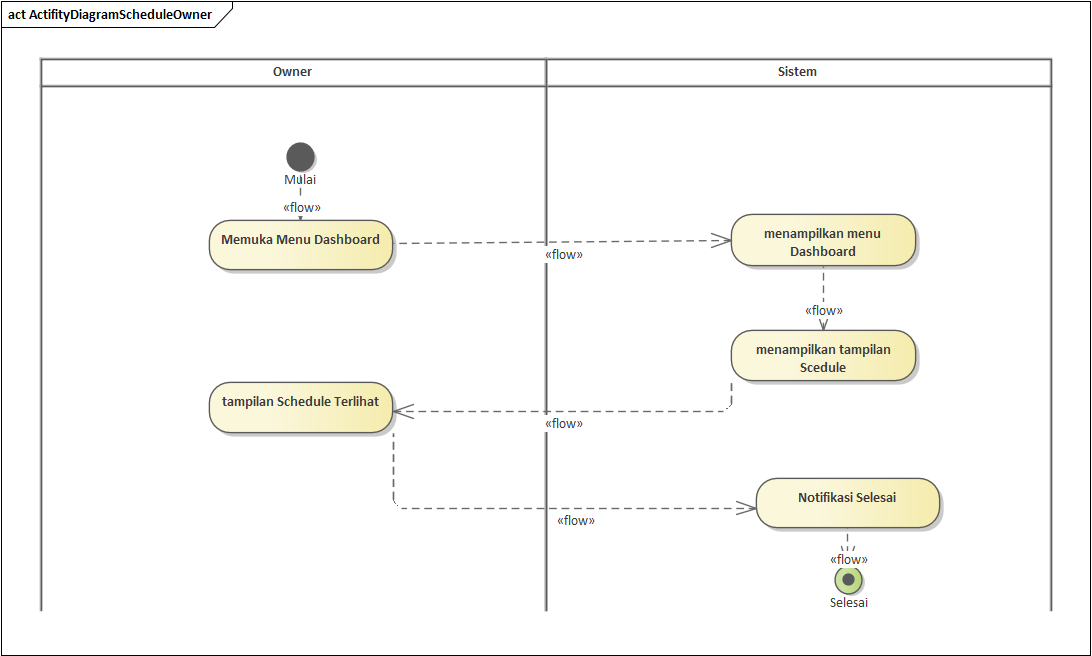 act ActifityDiagramScheduleOwner
Owner
Sistem
Mulai
«flow»
Memuka Menu Dashboard
«flow»
menampilkan menu
Dashboard
«flow»
menampilkan tampilan
Scedule
tampilan Schedule Terlihat
«flow»
Notifikasi Selesai
«flow»
«flow»
Selesai